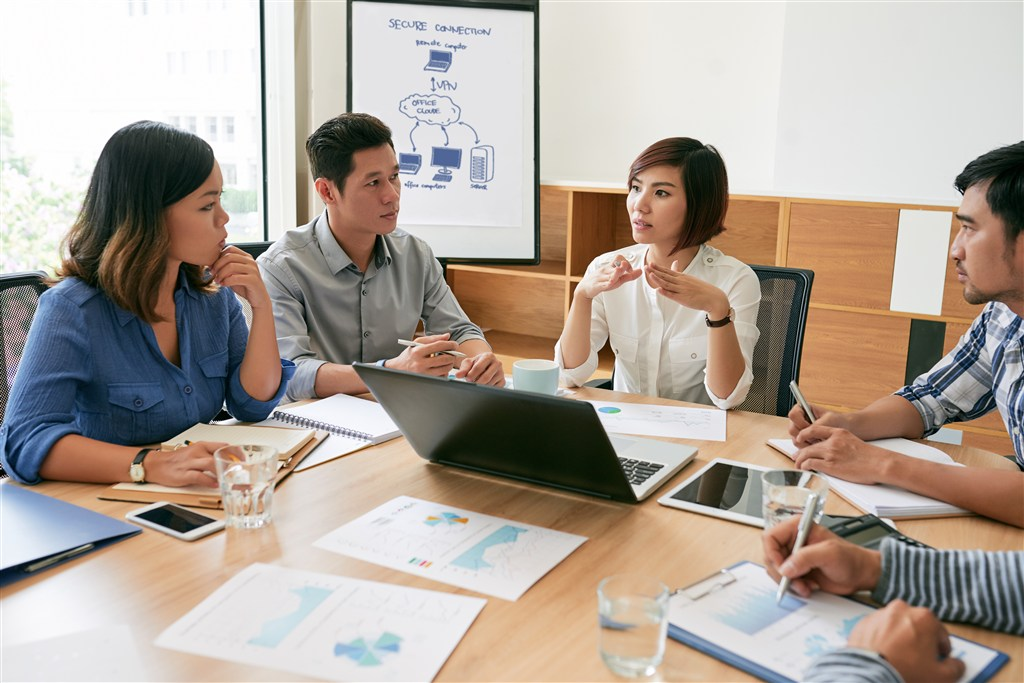 SECURE CONNECTION
Remote computer
VPN
OFFICE
CLOUD
office computers
SERVER